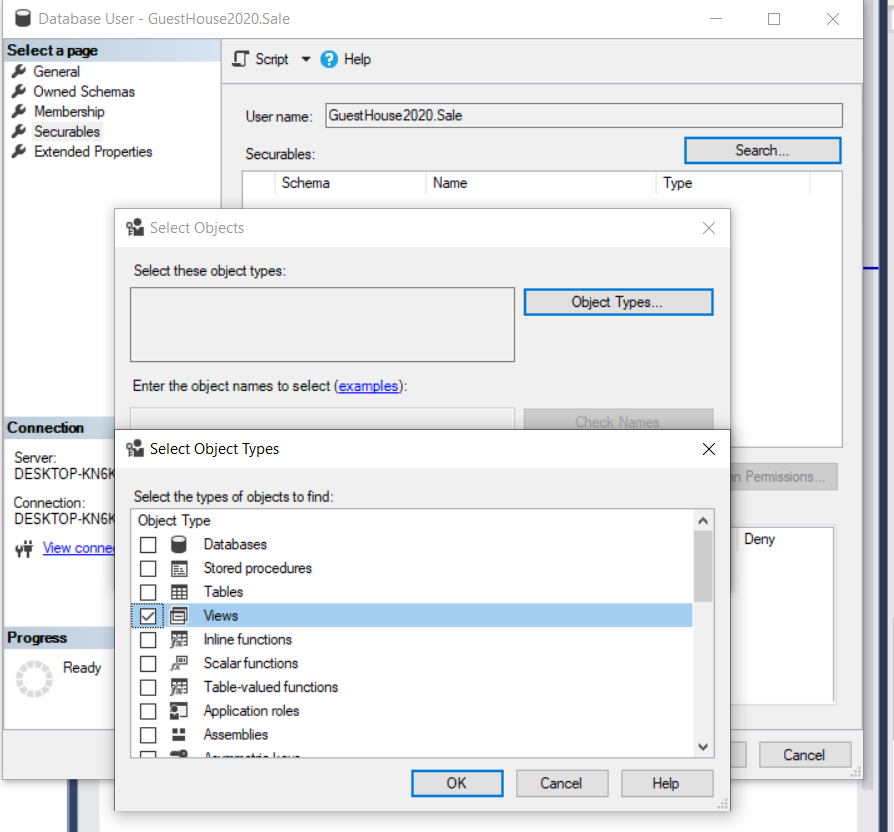 Database User - GuestHouse2020.Sale
Select a page
General
Owned Schemas
Membership
Securables
Extended Properties
Script
Help
User name:
GuestHouse2020.Sale
Securables:
Search...
Schema
Name
Type
Select Objects
Select these object types:
Object Types...
Enter the object names to select (examples):
Check Names
Connection
Server:
DESKTOP-KN6K
Connection:
DESKTOP-KN6K
View conne
Permissions...
Deny
Progress
Ready
Select Object Types
Select the types of objects to find:
Object Type
Databases
Stored procedures
Tables
Views
Inline functions
Scalar functions
Table-valued functions
Application roles
Assemblies
OK
Cancel
Help
Cancel